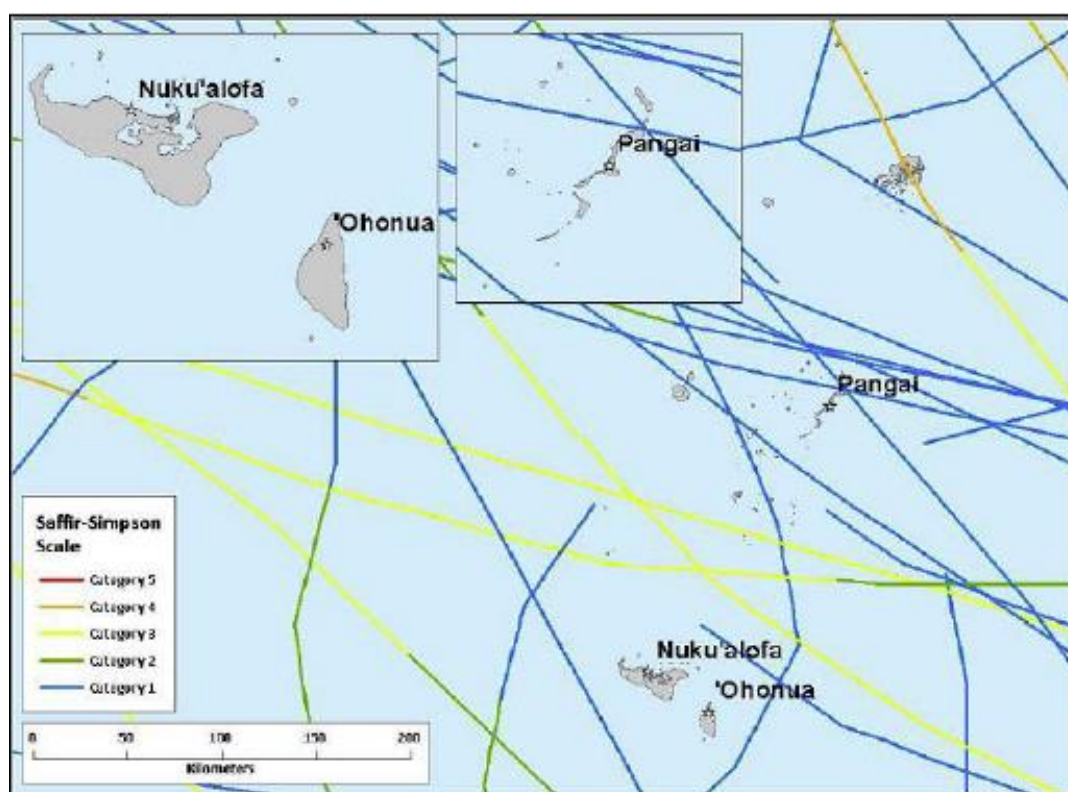 Nuku'alofa
'Ohonua
Pangai
Pangai
Nuku'alofa
'Ohonua
Saffir-Simpson
Scale
Category 5
Category 4
Category 3
Category 2
Category 1
0 50 100 150 200
Kilometers